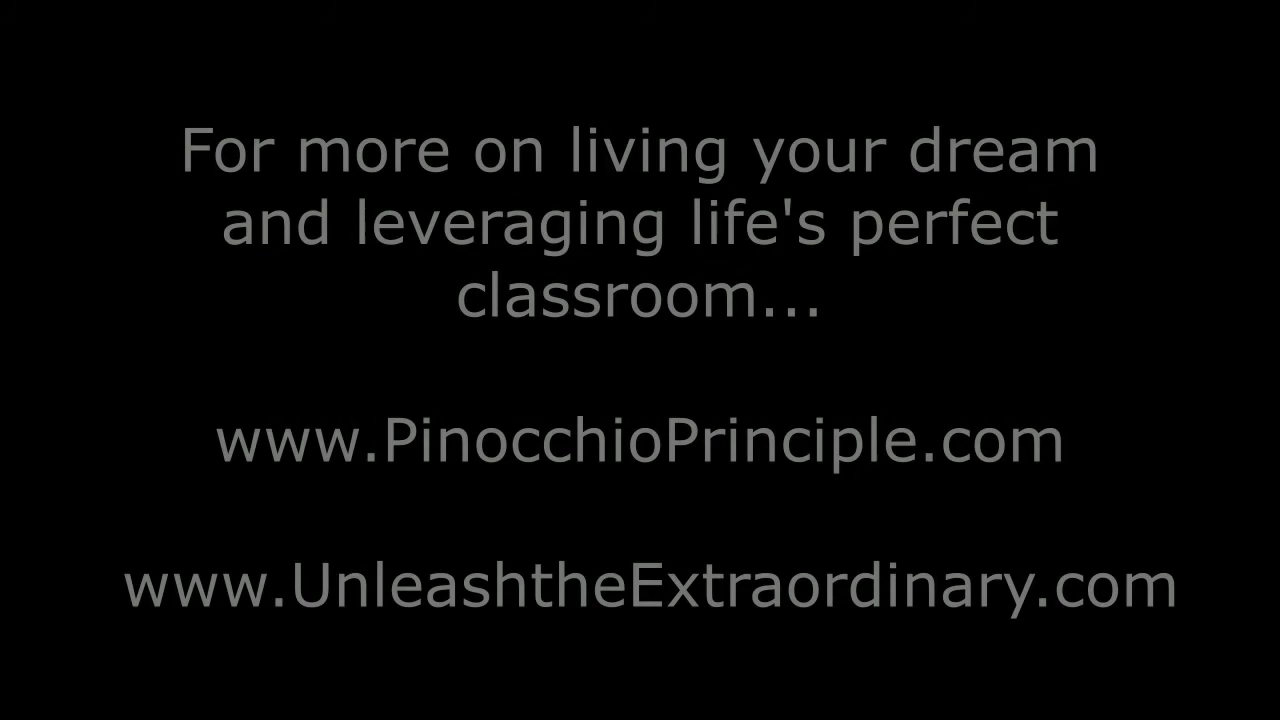 For more on living your dream
and leveraging life's perfect
classroom...
www.PinocchioPrinciple.com
www.UnleashtheExtraordinary.com